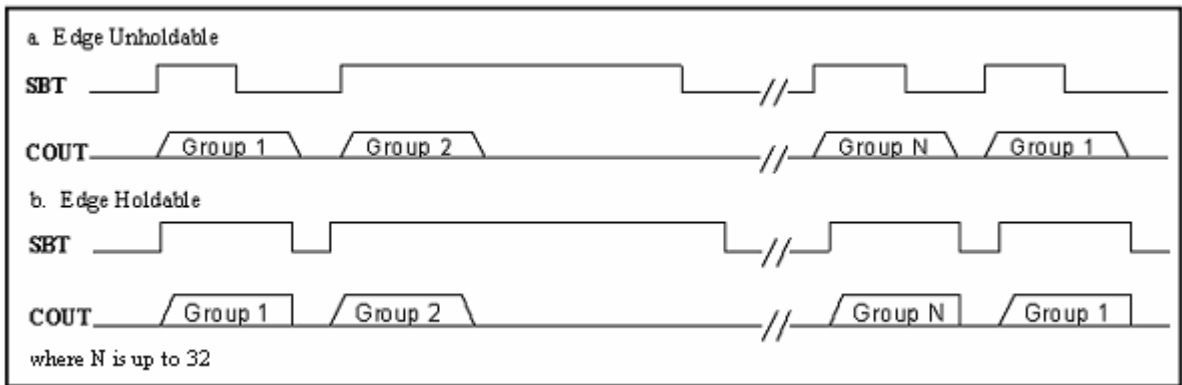 a. Edge Unholdable
SBT
//
COUT
Group 1 Group 2 // Group N Group 1
b. Edge Holdable
SBT
//
COUT
Group 1 Group 2 // Group N Group 1
where N is up to 32